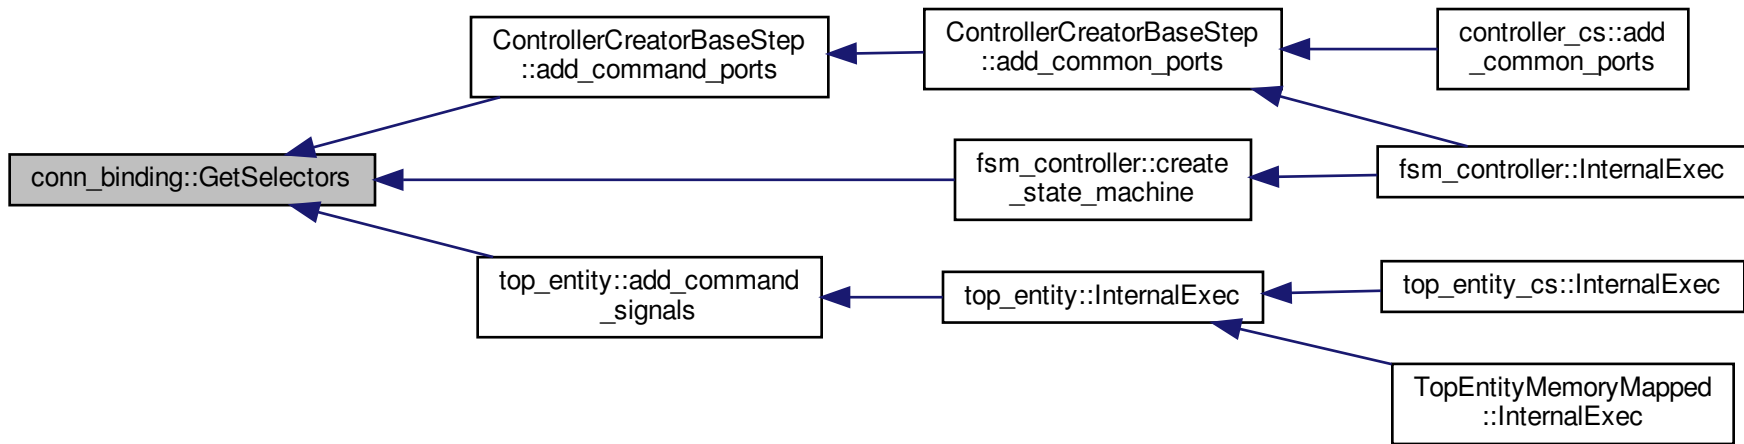 ControllerCreatorBaseStep
::add_command_ports
ControllerCreatorBaseStep
::add_common_ports
controller_cs::add
_common_ports
conn_binding::GetSelectors
fsm_controller::create
_state_machine
fsm_controller::InternalExec
top_entity::add_command
_signals
top_entity::InternalExec
top_entity_cs::InternalExec
TopEntityMemoryMapped
::InternalExec